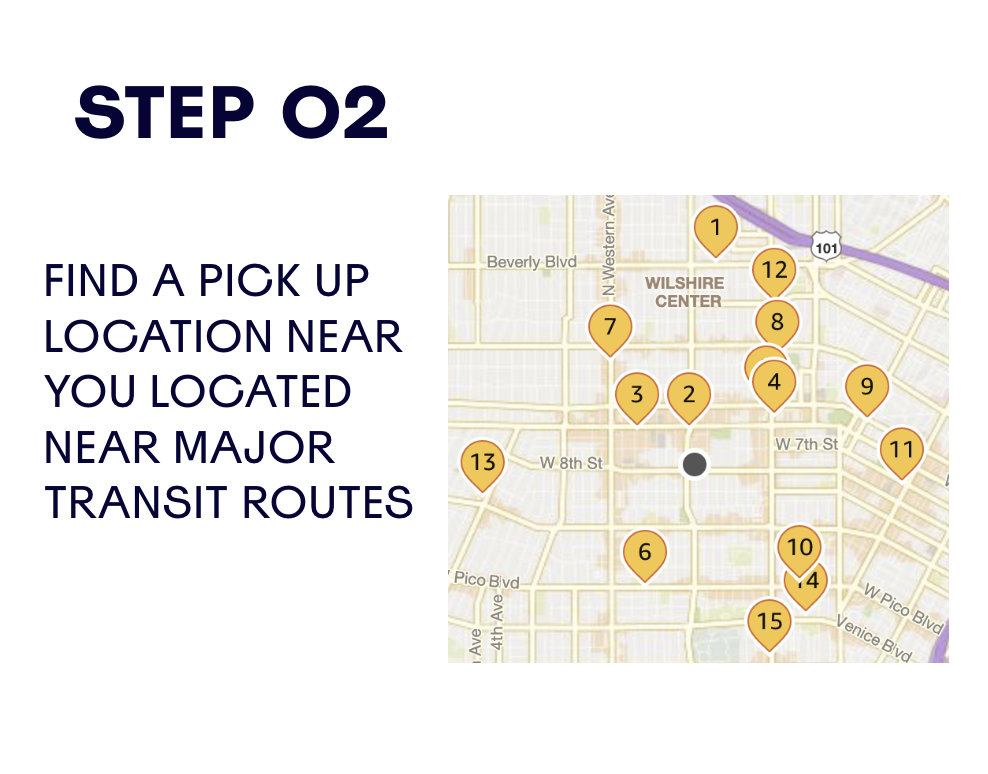 STEP 02
FIND A PICK UP
LOCATION NEAR
YOU LOCATED
NEAR MAJOR
TRANSIT ROUTES
N Western Ave
1
101
Beverly Blvd
12
WILSHIRE
CENTER
7
8
4
3
2
9
W 7th St
11
13
W 8th St
6
10
14
Pico Blvd
4th Ave
Ave
15
W Pico Blvd
Venice Blvd